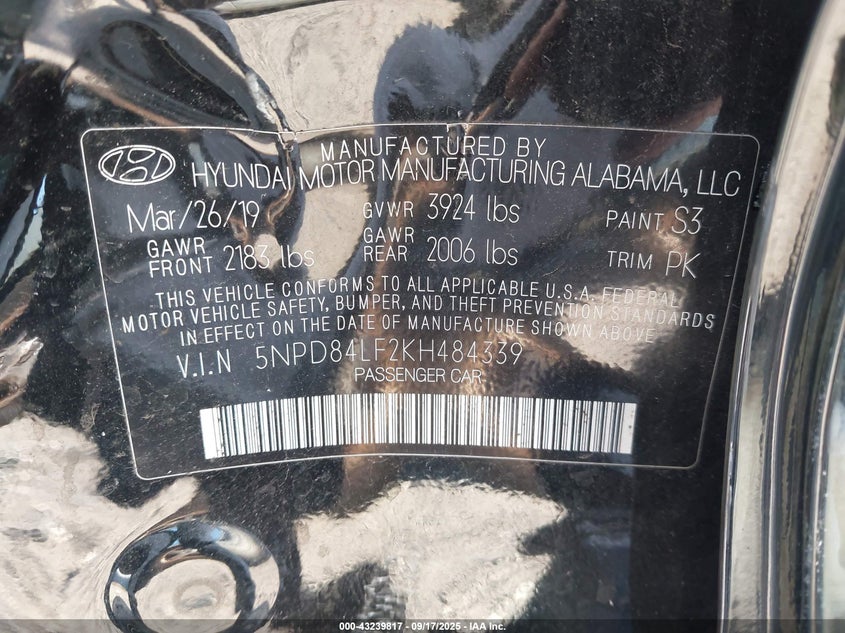 MANUFACTURED BY
HYUNDAI MOTOR MANUFACTURING ALABAMA, LLC
Mar/26/19 GVWR 3924 lbs PAINT S3
GAWR FRONT 2183 lbs GAWR REAR 2006 lbs TRIM PK
THIS VEHICLE CONFORMS TO ALL APPLICABLE U.S.A. FEDERAL
MOTOR VEHICLE SAFETY, BUMPER, AND THEFT PREVENTION STANDARDS
IN EFFECT ON THE DATE OF MANUFACTURE SHOWN ABOVE
V.I.N 5NPD84LF2KH484339
PASSENGER CAR
000-43239817 - 09/17/2025 - IAA Inc.